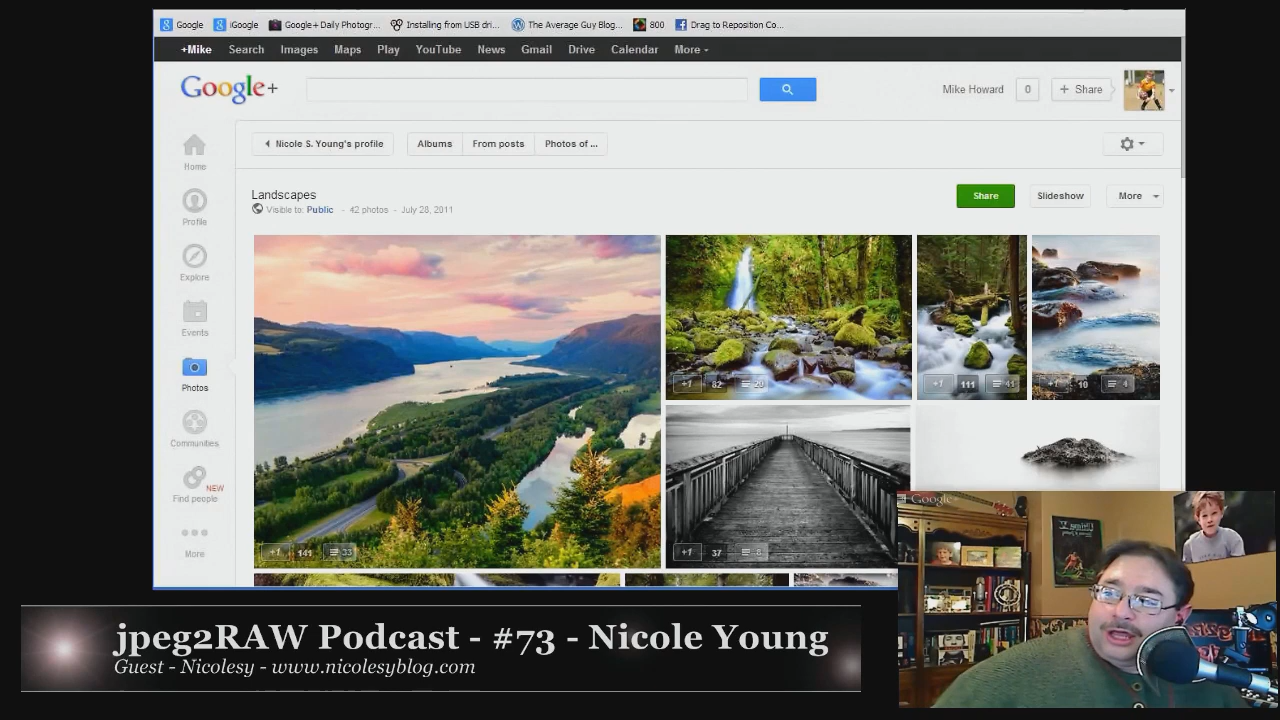 Google iGoogle Google+ Daily Photogr... Installing from USB dri... The Average Guy Blog... 800 Drag to Reposition Co...
+Mike Search Images Maps Play YouTube News Gmail Drive Calendar More
Google+ Mike Howard 0 + Share
Nicole S. Young's profile Albums From posts Photos of ...
Home
Profile
Explore
Events
Photos
Communities
NEW
Find people
More
Landscapes
Visible to: Public - 42 photos - July 28, 2011
Share Slideshow More
+1 82 29
+1 111 41
+1 10 4
+1 141 33
+1 37 8
Google+
jpeg2RAW Podcast - #73 - Nicole Young
Guest - Nicolesy - www.nicolesyblog.com